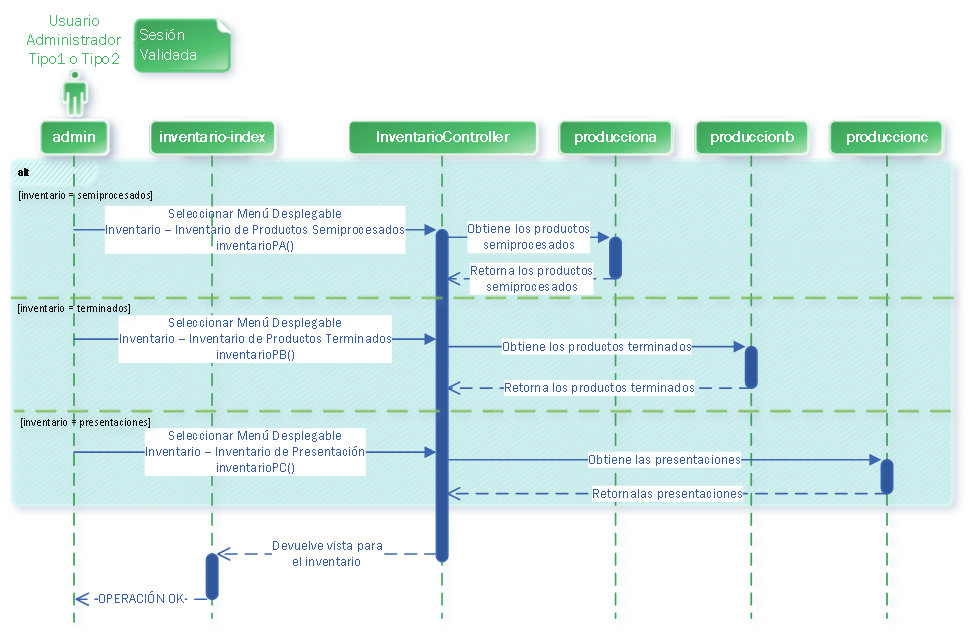 Usuario
Administrador
Tipo1 o Tipo2
Sesión
Validada
admin
inventario-index
InventarioController
producciona
produccionb
produccionc
alt
[inventario = semiprocesados]
Seleccionar Menú Desplegable
Inventario – Inventario de Productos Semiprocesados
inventarioPA()
Obtiene los productos
semiprocesados
Retorna los productos
semiprocesados
[inventario = terminados]
Seleccionar Menú Desplegable
Inventario – Inventario de Productos Terminados
inventarioPB()
Obtiene los productos terminados
Retorna los productos terminados
[inventario = presentaciones]
Seleccionar Menú Desplegable
Inventario – Inventario de Presentación
inventarioPC()
Obtiene las presentaciones
Retornalas presentaciones
Devuelve vista para
el inventario
-OPERACIÓN OK-